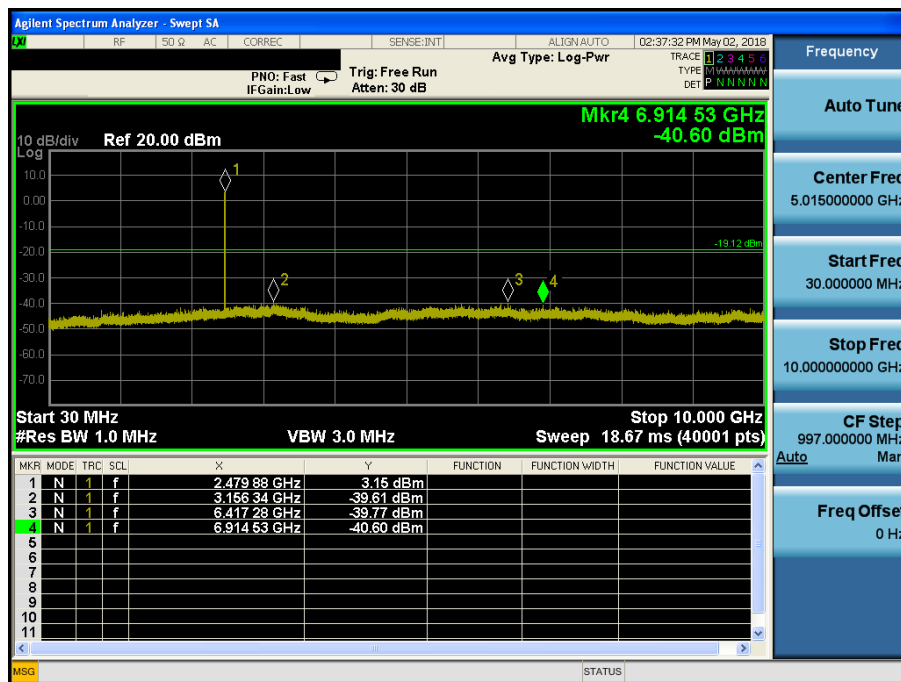 Agilent Spectrum Analyzer - Swept SA
LXI RF 50 Ω AC CORREC SENSE:INT ALIGN AUTO 02:37:32 PM May 02, 2018
Frequency
Avg Type: Log-Pwr
TRACE 1 2 3 4 5 6
TYPE M
DET P N N N N N
PNO: Fast
IFGain:Low
Trig: Free Run
Atten: 30 dB
Auto Tune
Mkr4 6.914 53 GHz
-40.60 dBm
10 dB/div Ref 20.00 dBm
Log
10.0
0.00
-10.0
-20.0
-30.0
-40.0
-50.0
-60.0
-70.0
1
2
3
4
-19.12 dBm
Start 30 MHz Stop 10.000 GHz
#Res BW 1.0 MHz VBW 3.0 MHz Sweep 18.67 ms (40001 pts)
Center Freq
5.015000000 GHz
Start Freq
30.000000 MHz
Stop Freq
10.000000000 GHz
CF Step
997.000000 MHz
Auto Man
Freq Offset
0 Hz
MKR MODE TRC SCL X Y FUNCTION FUNCTION WIDTH FUNCTION VALUE
1 N 1 f 2.479 88 GHz 3.15 dBm
2 N 1 f 3.156 34 GHz -39.61 dBm
3 N 1 f 6.417 28 GHz -39.77 dBm
4 N 1 f 6.914 53 GHz -40.60 dBm
5
6
7
8
9
10
11
MSG STATUS